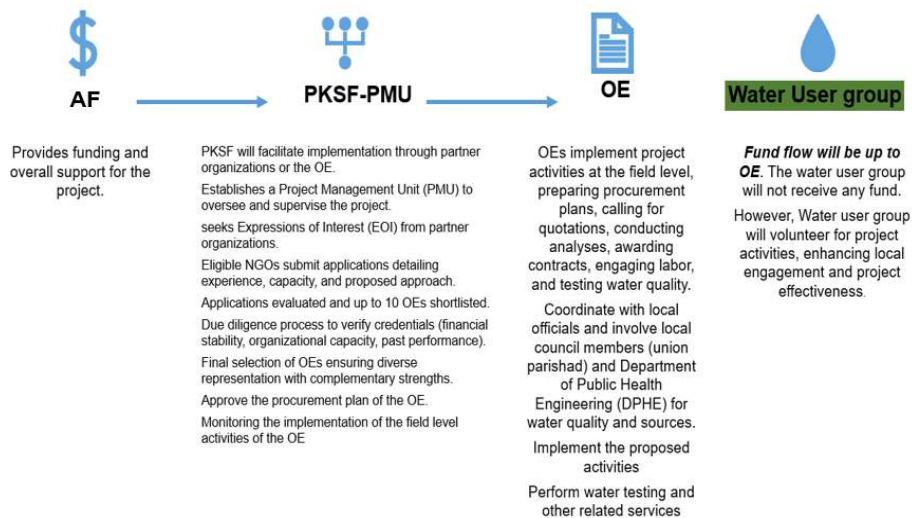 AF
PKSF-PMU
OE
Water User group
Provides funding and
overall support for the
project.
PKSF will facilitate implementation through partner
organizations or the OE.
Establishes a Project Management Unit (PMU) to
oversee and supervise the project.
seeks Expressions of Interest (EOI) from partner
organizations.
Eligible NGOs submit applications detailing
experience, capacity, and proposed approach.
Applications evaluated and up to 10 OEs shortlisted.
Due diligence process to verify credentials (financial
stability, organizational capacity, past performance).
Final selection of OEs ensuring diverse
representation with complementary strengths.
Approve the procurement plan of the OE.
Monitoring the implementation of the field level
activities of the OE
OEs implement project
activities at the field level,
preparing procurement
plans, calling for
quotations, conducting
analyses, awarding
contracts, engaging labor,
and testing water quality.
Coordinate with local
officials and involve local
council members (union
parishad) and Department
of Public Health
Engineering (DPHE) for
water quality and sources.
Implement the proposed
activities
Perform water testing and
other related services
Fund flow will be up to
OE. The water user group
will not receive any fund.
However, Water user group
will volunteer for project
activities, enhancing local
engagement and project
effectiveness.